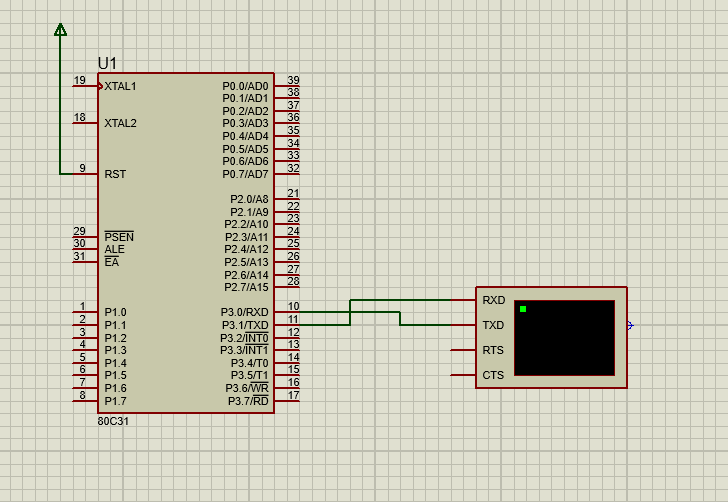 U1
19 XTAL1 P0.0/AD0 39
P0.1/AD1 38
P0.2/AD2 37
18 XTAL2 P0.3/AD3 36
P0.4/AD4 35
P0.5/AD5 34
P0.6/AD6 33
9 RST P0.7/AD7 32
P2.0/A8 21
P2.1/A9 22
P2.2/A10 23
29 PSEN P2.3/A11 24
30 ALE P2.4/A12 25
31 EA P2.5/A13 26
P2.6/A14 27
P2.7/A15 28
1 P1.0 P3.0/RXD 10
2 P1.1 P3.1/TXD 11
3 P1.2 P3.2/INT0 12
4 P1.3 P3.3/INT1 13
5 P1.4 P3.4/T0 14
6 P1.5 P3.5/T1 15
7 P1.6 P3.6/WR 16
8 P1.7 P3.7/RD 17
80C31
RXD
TXD
RTS
CTS